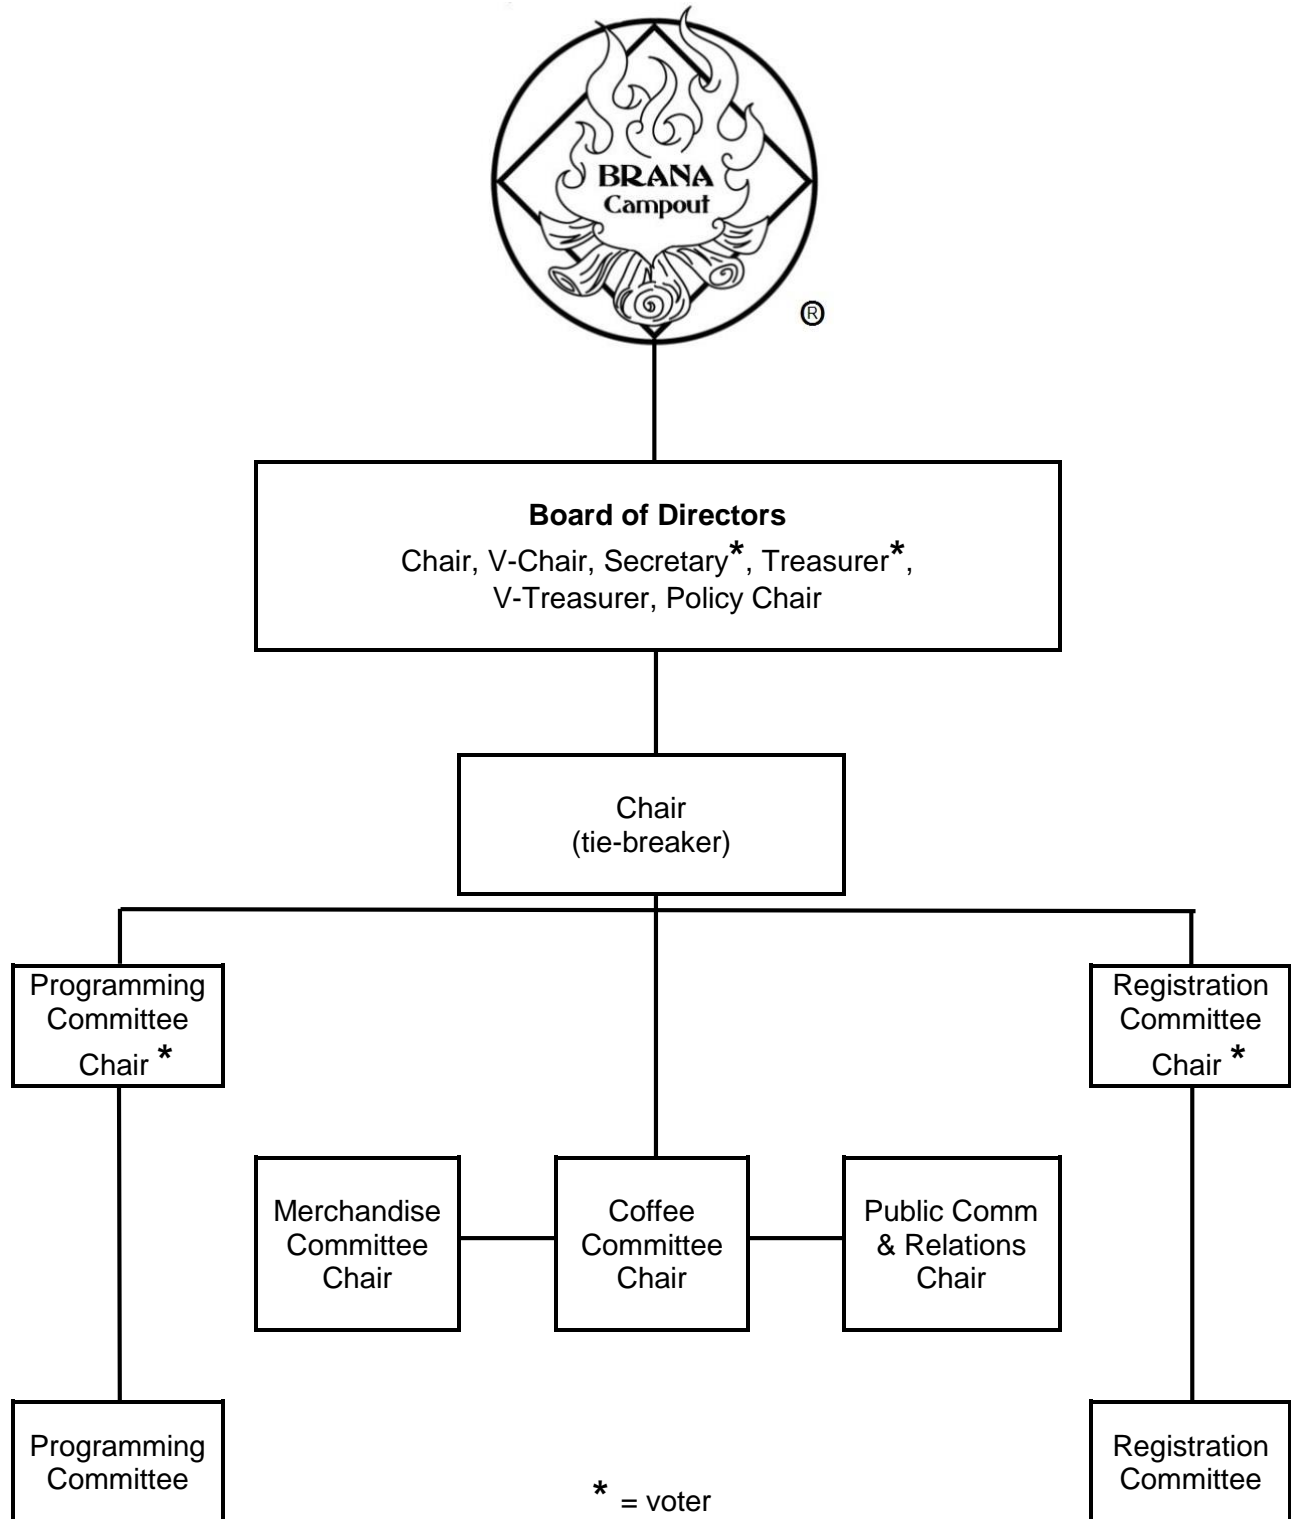 BRANA
Campout
®
Board of Directors
Chair, V-Chair, Secretary*, Treasurer*,
V-Treasurer, Policy Chair
Chair
(tie-breaker)
Programming
Committee
Chair *
Registration
Committee
Chair *
Merchandise
Committee
Chair
Coffee
Committee
Chair
Public Comm
& Relations
Chair
Programming
Committee
Registration
Committee
* = voter